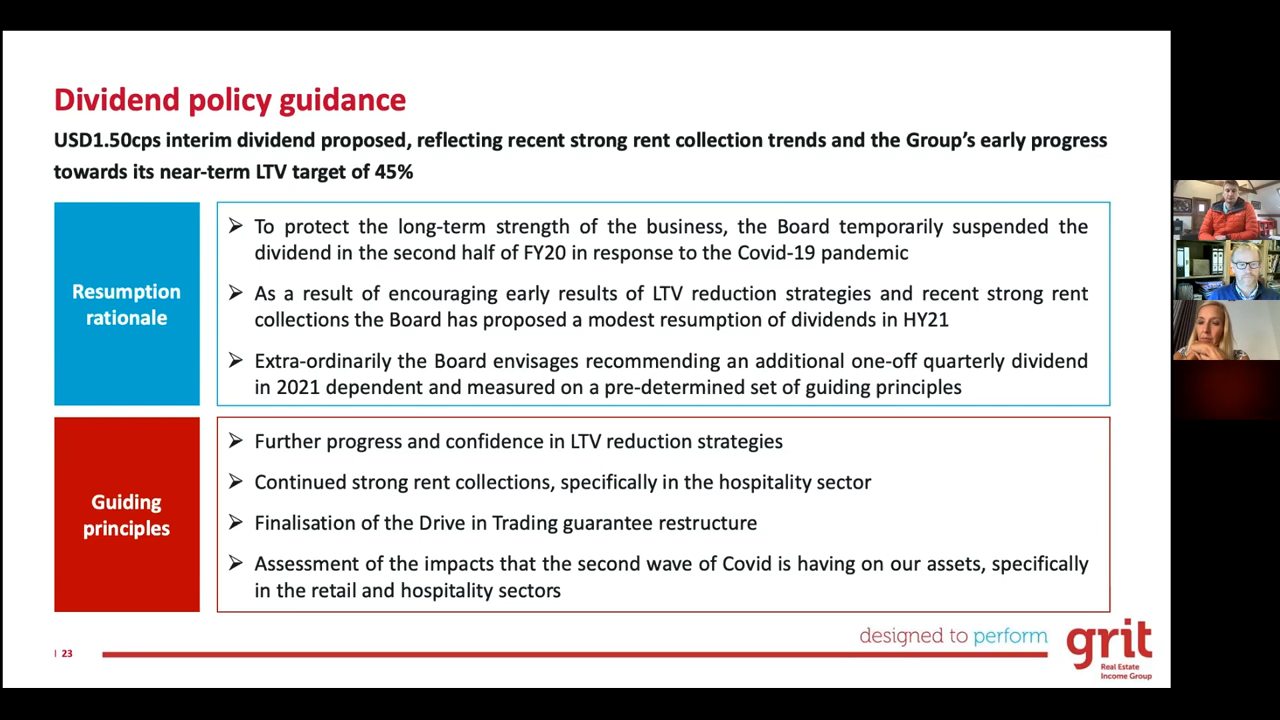 Dividend policy guidance
USD1.50cps interim dividend proposed, reflecting recent strong rent collection trends and the Group's early progress
towards its near-term LTV target of 45%
Resumption
rationale
To protect the long-term strength of the business, the Board temporarily suspended the
dividend in the second half of FY20 in response to the Covid-19 pandemic
As a result of encouraging early results of LTV reduction strategies and recent strong rent
collections the Board has proposed a modest resumption of dividends in HY21
Extra-ordinarily the Board envisages recommending an additional one-off quarterly dividend
in 2021 dependent and measured on a pre-determined set of guiding principles
Guiding
principles
Further progress and confidence in LTV reduction strategies
Continued strong rent collections, specifically in the hospitality sector
Finalisation of the Drive in Trading guarantee restructure
Assessment of the impacts that the second wave of Covid is having on our assets, specifically
in the retail and hospitality sectors
designed to perform
grit
Real Estate
Income Group
| 23